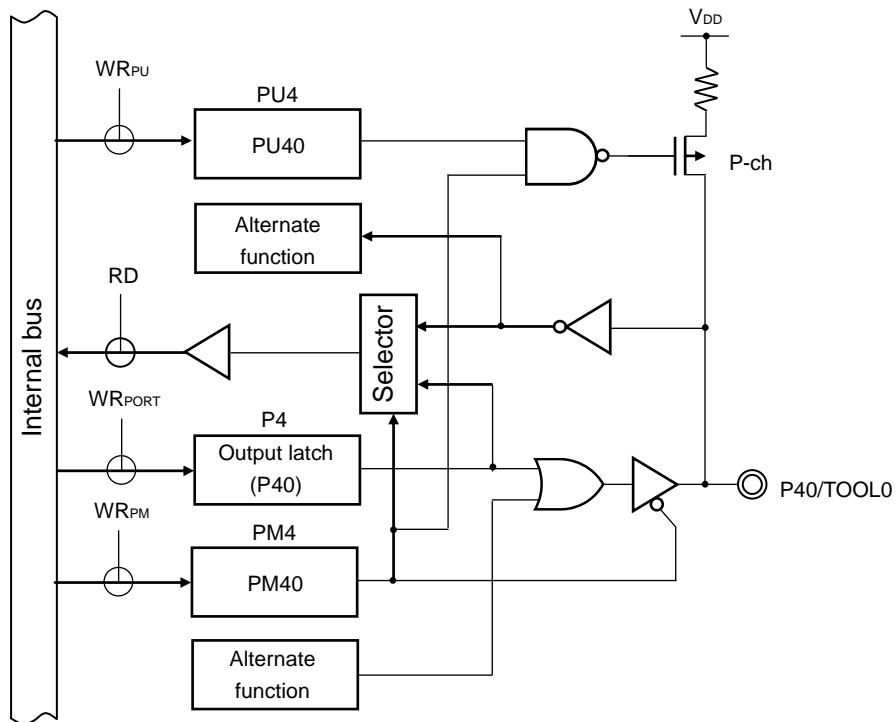 VDD
WRPU
PU4
PU40
P-ch
Alternate
function
RD
Selector
Internal bus
WRPORT
P4
Output latch
(P40)
P40/TOOL0
WRPM
PM4
PM40
Alternate
function